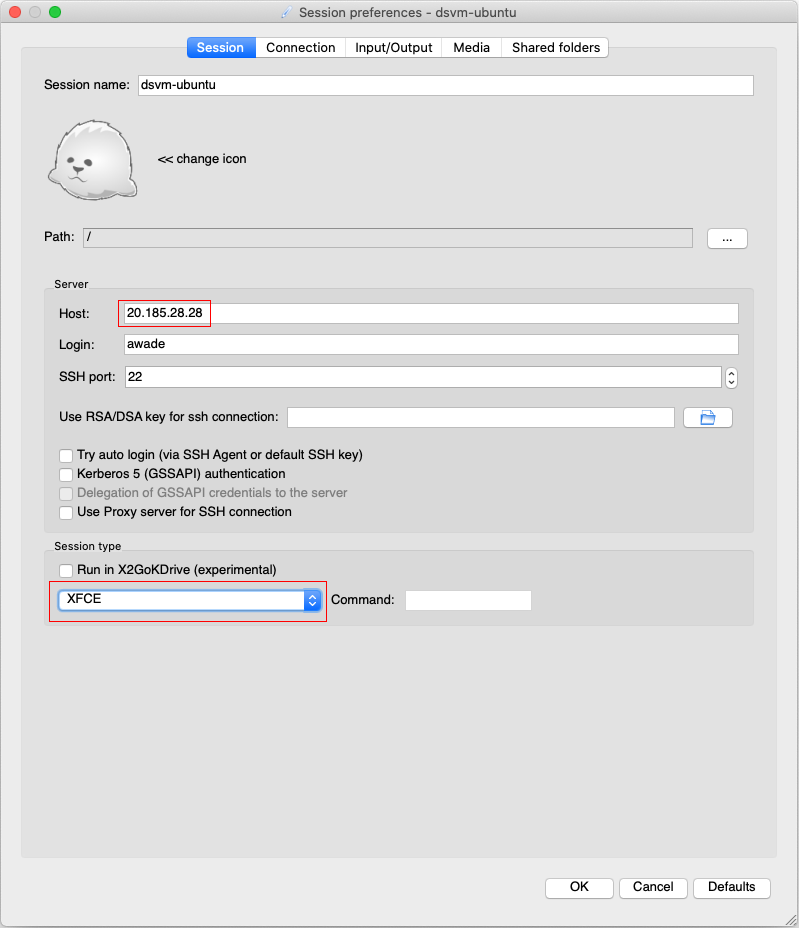 Session preferences - dsvm-ubuntu
Session Connection Input/Output Media Shared folders
Session name: dsvm-ubuntu
<< change icon
Path: / ...
Server
Host: 20.185.28.28
Login: awade
SSH port: 22
Use RSA/DSA key for ssh connection:
Try auto login (via SSH Agent or default SSH key)
Kerberos 5 (GSSAPI) authentication
Delegation of GSSAPI credentials to the server
Use Proxy server for SSH connection
Session type
Run in X2GoKDrive (experimental)
XFCE Command:
OK Cancel Defaults